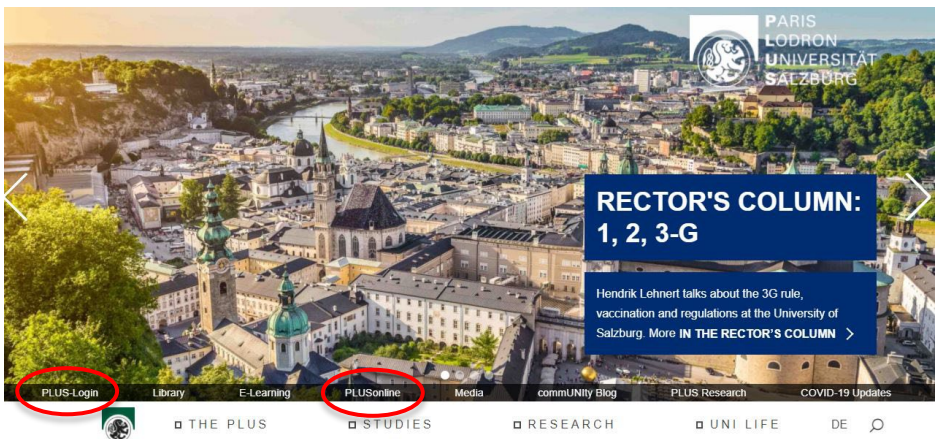 PARIS
LODRON
UNIVERSITÄT
SALZBURG
RECTOR'S COLUMN:
1, 2, 3-G
Hendrik Lehnert talks about the 3G rule,
vaccination and regulations at the University of
Salzburg. More IN THE RECTOR'S COLUMN >
PLUS-Login Library E-Learning PLUSonline Media commUNIty Blog PLUS Research COVID-19 Updates
THE PLUS STUDIES RESEARCH UNI LIFE DE